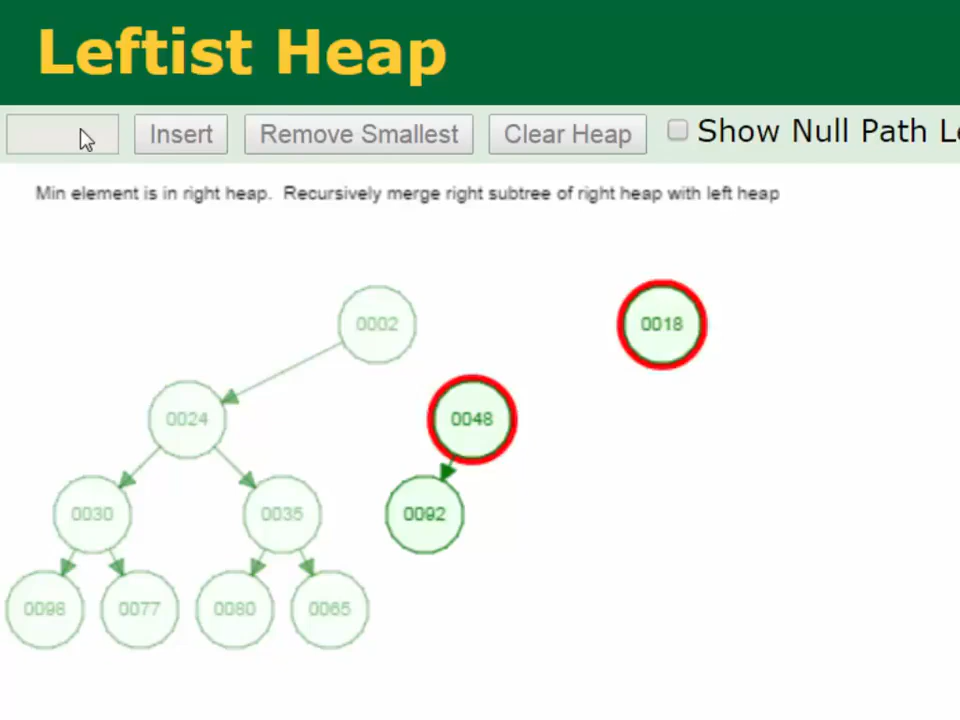 Leftist Heap
Insert Remove Smallest Clear Heap Show Null Path
Min element is in right heap. Recursively merge right subtree of right heap with left heap
0002 0018
0024 0048
0030 0035 0092
0098 0077 0080 0065